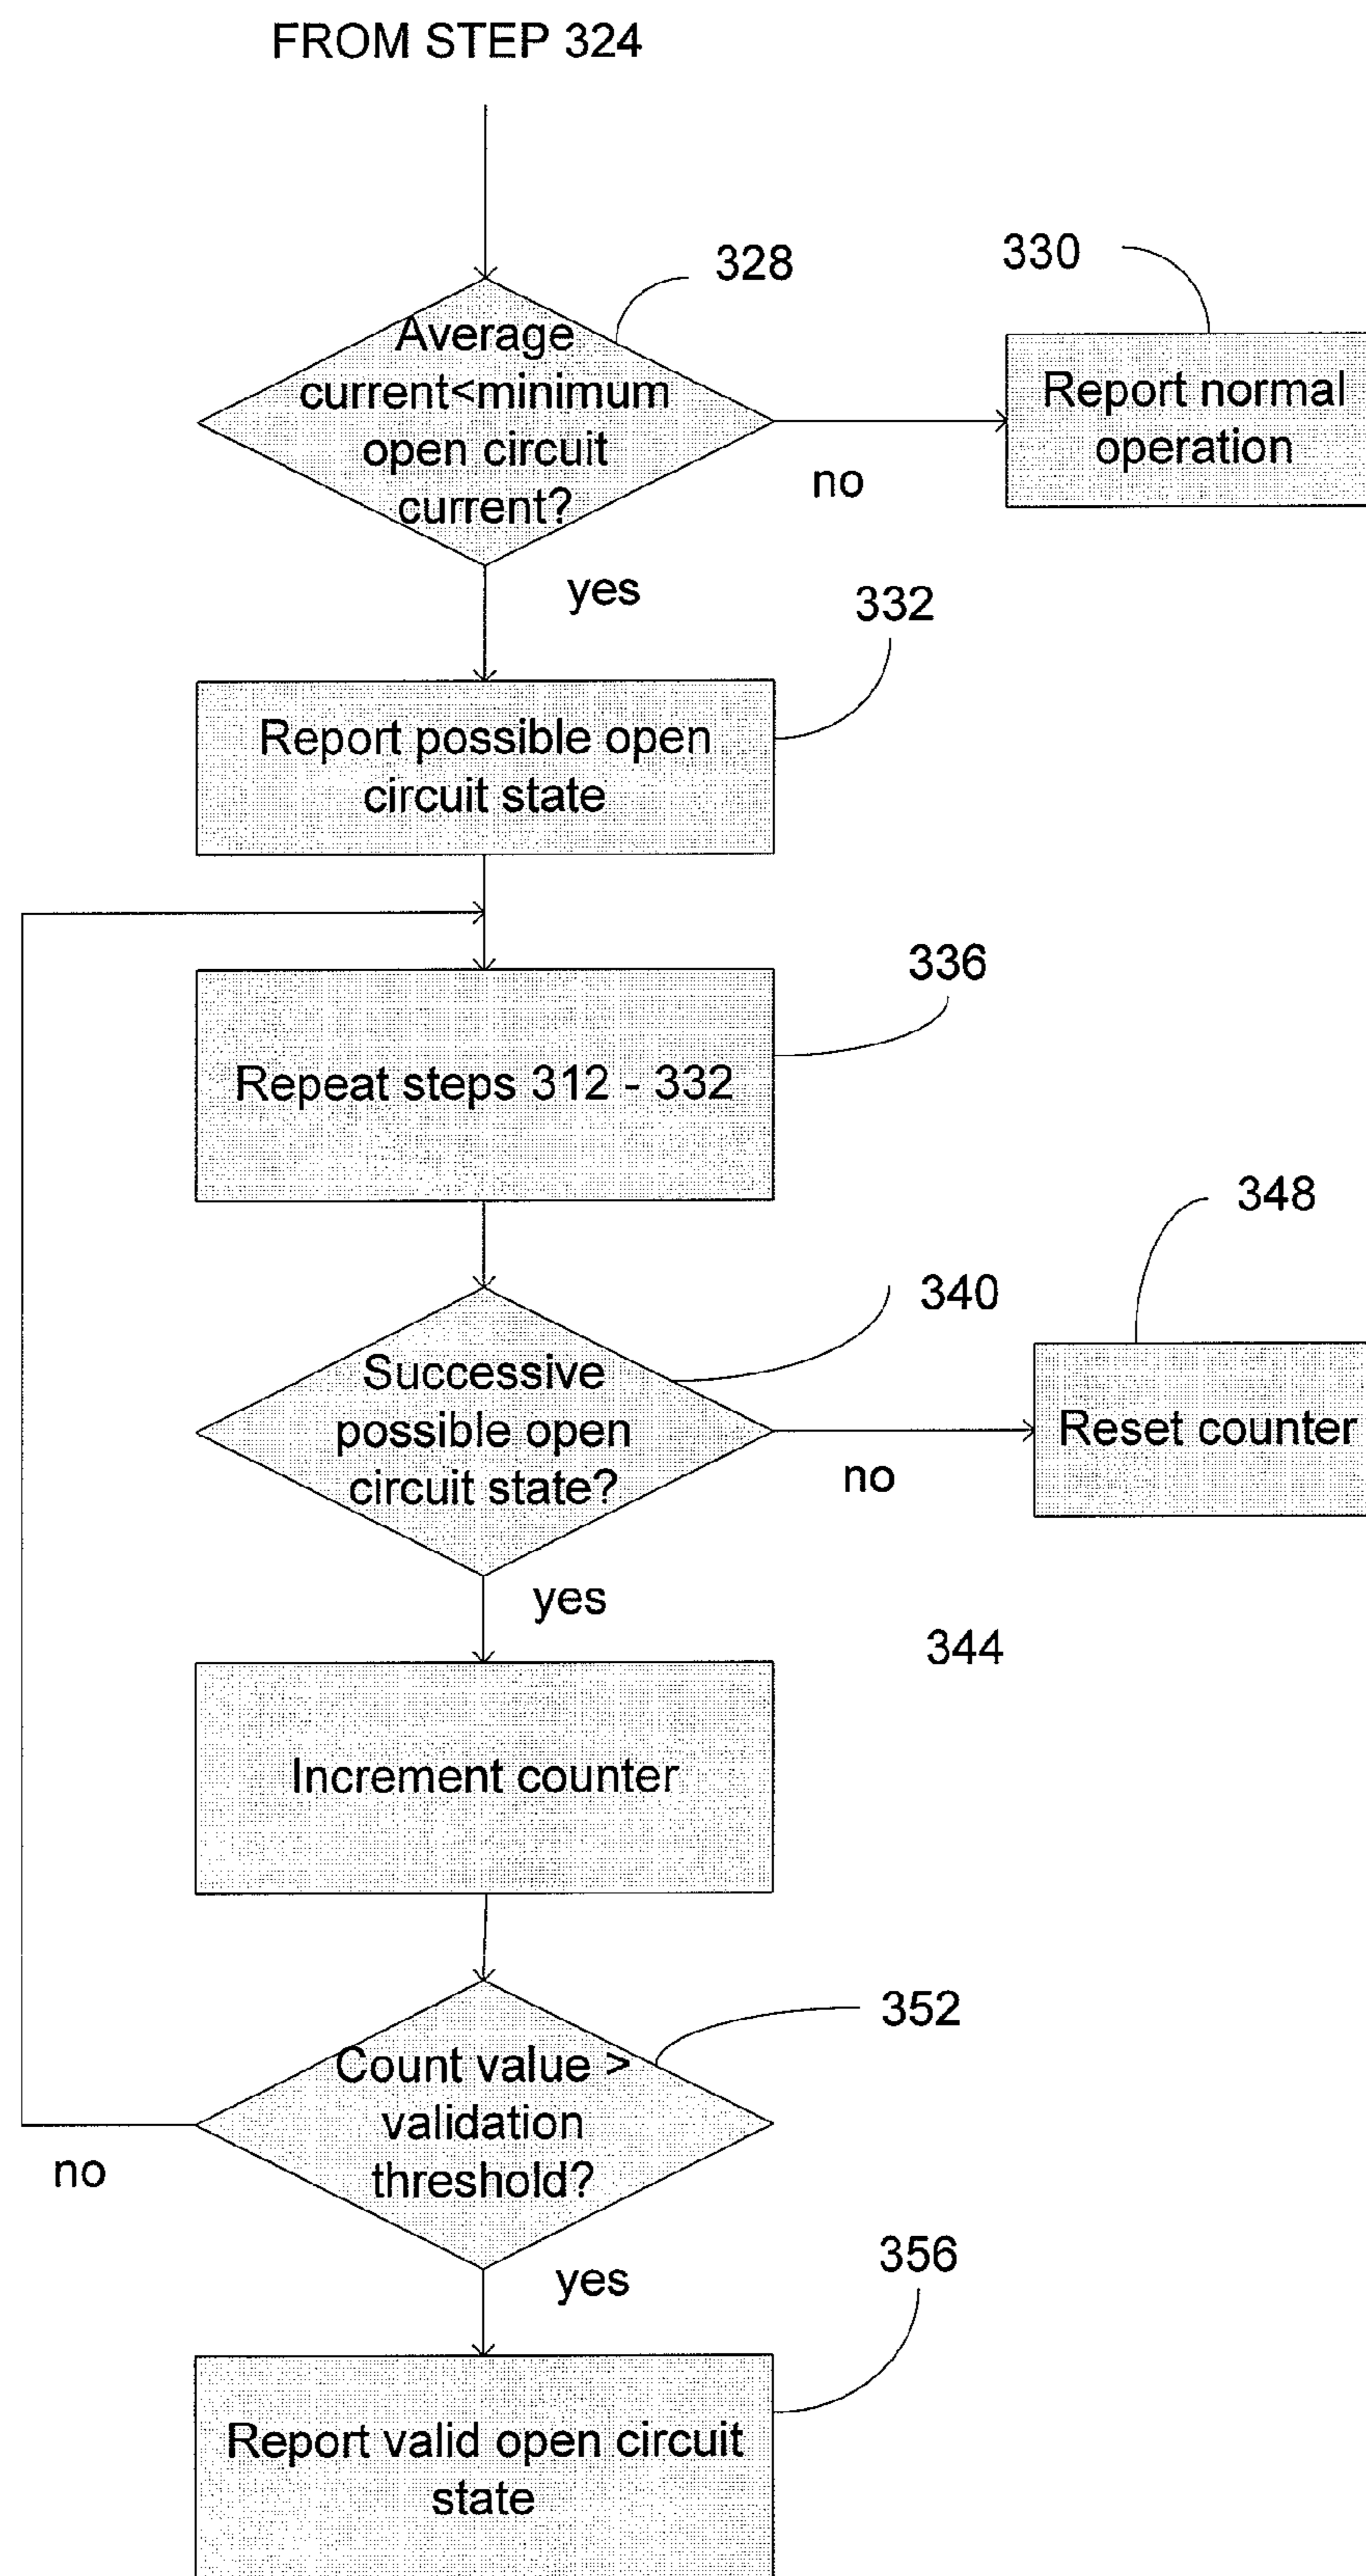 FROM STEP 324
328
330
Average
current<minimum
open circuit
current?
Report normal
operation
no
yes
332
Report possible open
circuit state
336
Repeat steps 312 - 332
348
340
Successive
possible open
circuit state?
Reset counter
no
yes
344
Increment counter
352
Count value >
validation
threshold?
no
356
yes
Report valid open circuit
state